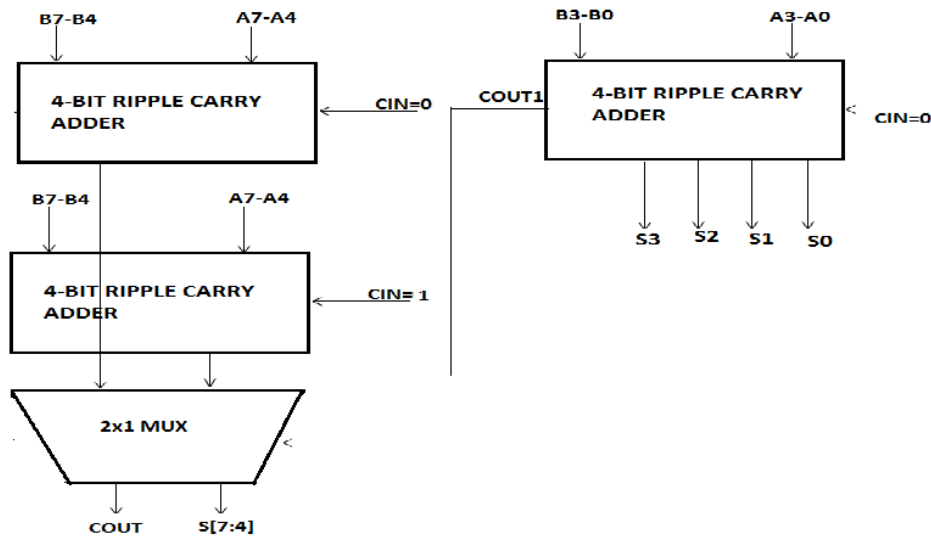 B7-B4
A7-A4
B3-B0
A3-A0
4-BIT RIPPLE CARRY
ADDER
CIN=0
COUT1
4-BIT RIPPLE CARRY
ADDER
CIN=0
B7-B4
A7-A4
S3
S2
S1
S0
4-BIT RIPPLE CARRY
ADDER
CIN= 1
2x1 MUX
COUT
S[7:4]